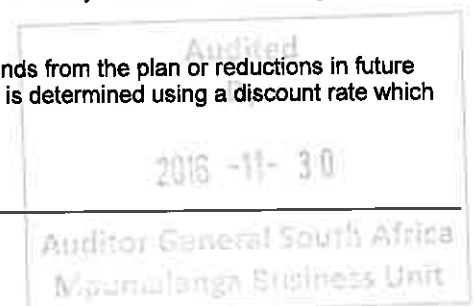 Audited
nds from the plan or reductions in future
By
is determined using a discount rate which
2016 -11- 30
Auditor General South Africa
Mpumalanga Business Unit